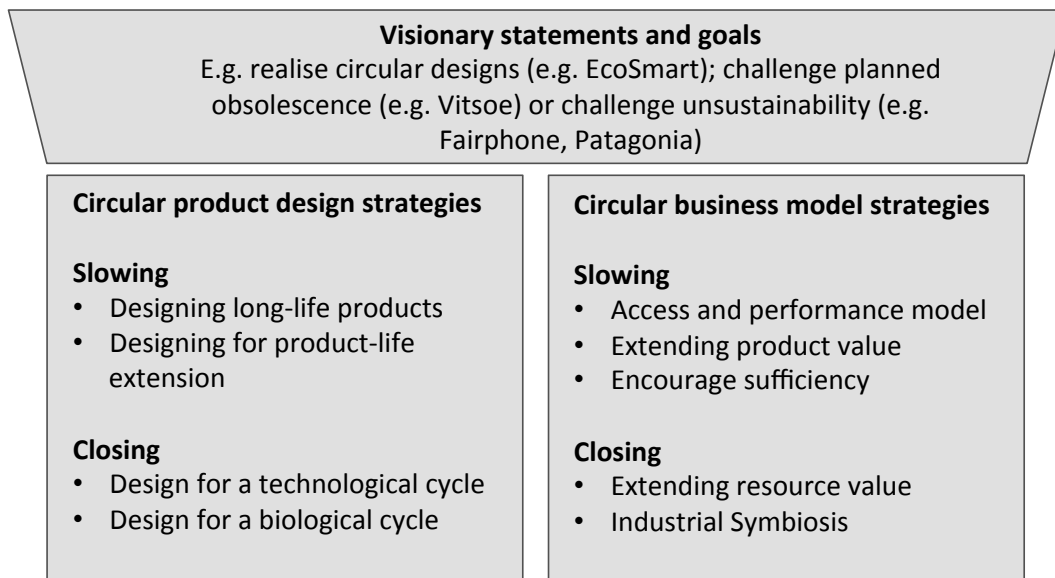 Visionary statements and goals
E.g. realise circular designs (e.g. EcoSmart); challenge planned
obsolescence (e.g. Vitsoe) or challenge unsustainability (e.g.
Fairphone, Patagonia)
Circular product design strategies
Slowing
• Designing long-life products
• Designing for product-life
extension
Closing
• Design for a technological cycle
• Design for a biological cycle
Circular business model strategies
Slowing
• Access and performance model
• Extending product value
• Encourage sufficiency
Closing
• Extending resource value
• Industrial Symbiosis